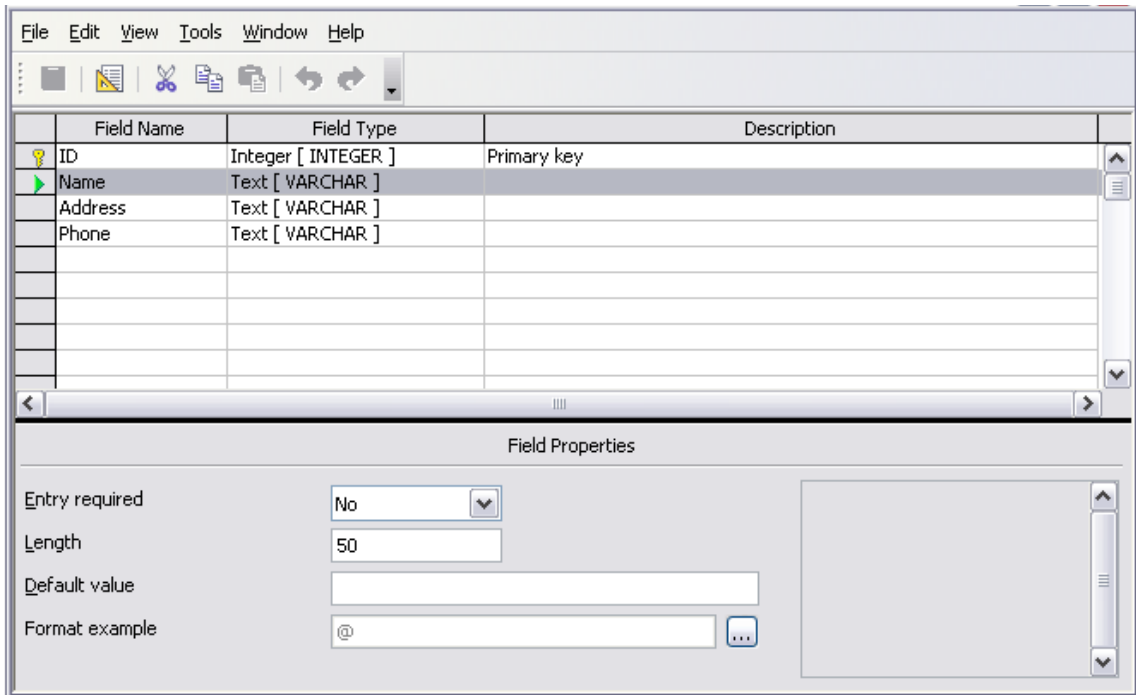 File Edit View Tools Window Help
Field Name Field Type Description
ID Integer [ INTEGER ] Primary key
Name Text [ VARCHAR ]
Address Text [ VARCHAR ]
Phone Text [ VARCHAR ]
Field Properties
Entry required No
Length 50
Default value
Format example @ ...